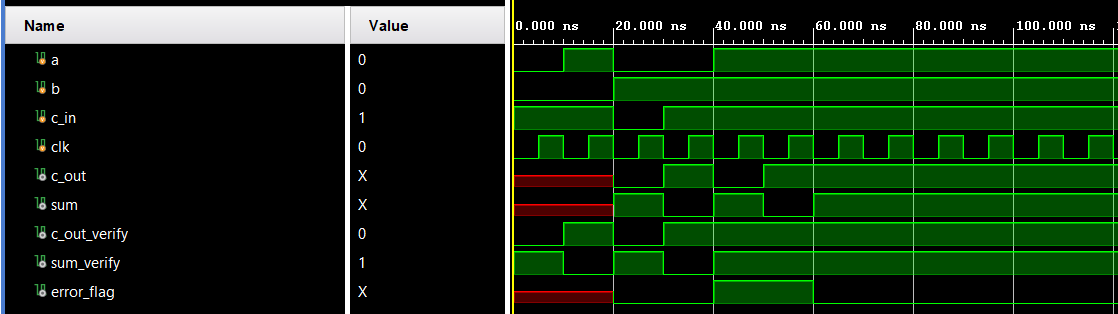 Name Value 0.000 ns 20.000 ns 40.000 ns 60.000 ns 80.000 ns 100.000 ns
a 0
b 0
c_in 1
clk 0
c_out X
sum X
c_out_verify 0
sum_verify 1
error_flag X